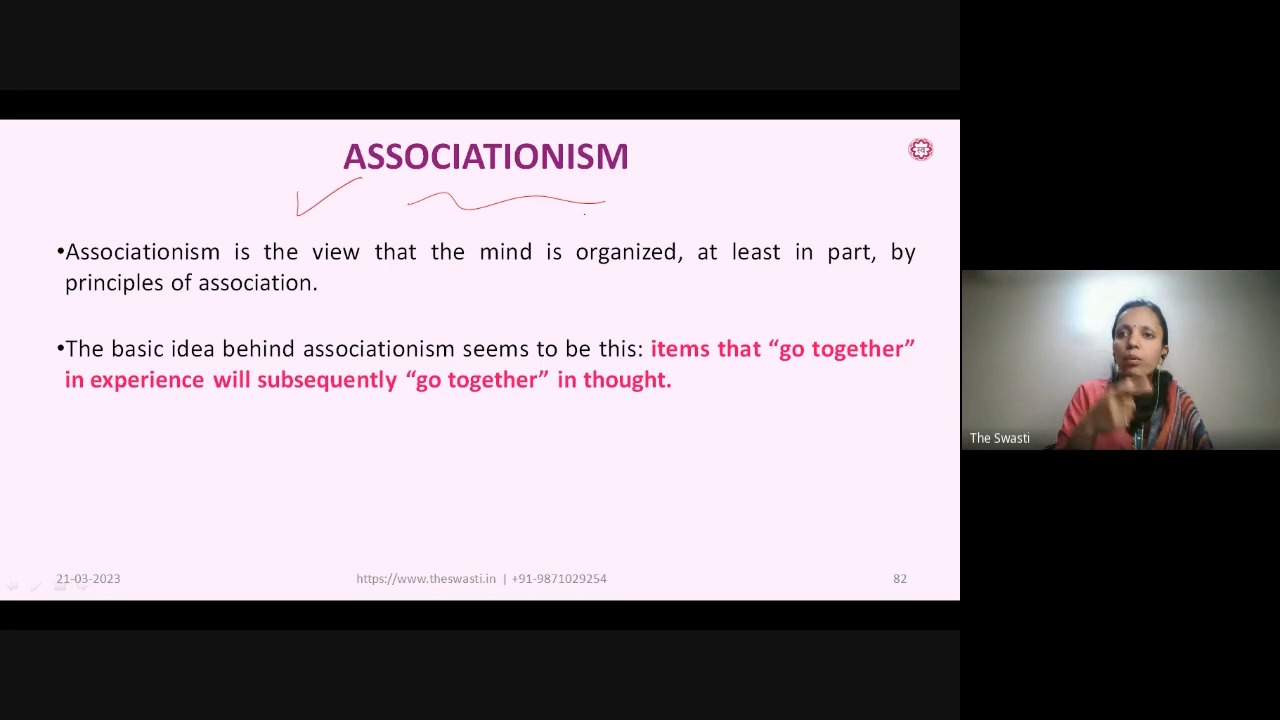 ASSOCIATIONISM
•Associationism is the view that the mind is organized, at least in part, by
principles of association.
•The basic idea behind associationism seems to be this: items that “go together”
in experience will subsequently “go together” in thought.
The Swasti
21-03-2023
https://www.theswasti.in | +91-9871029254
82